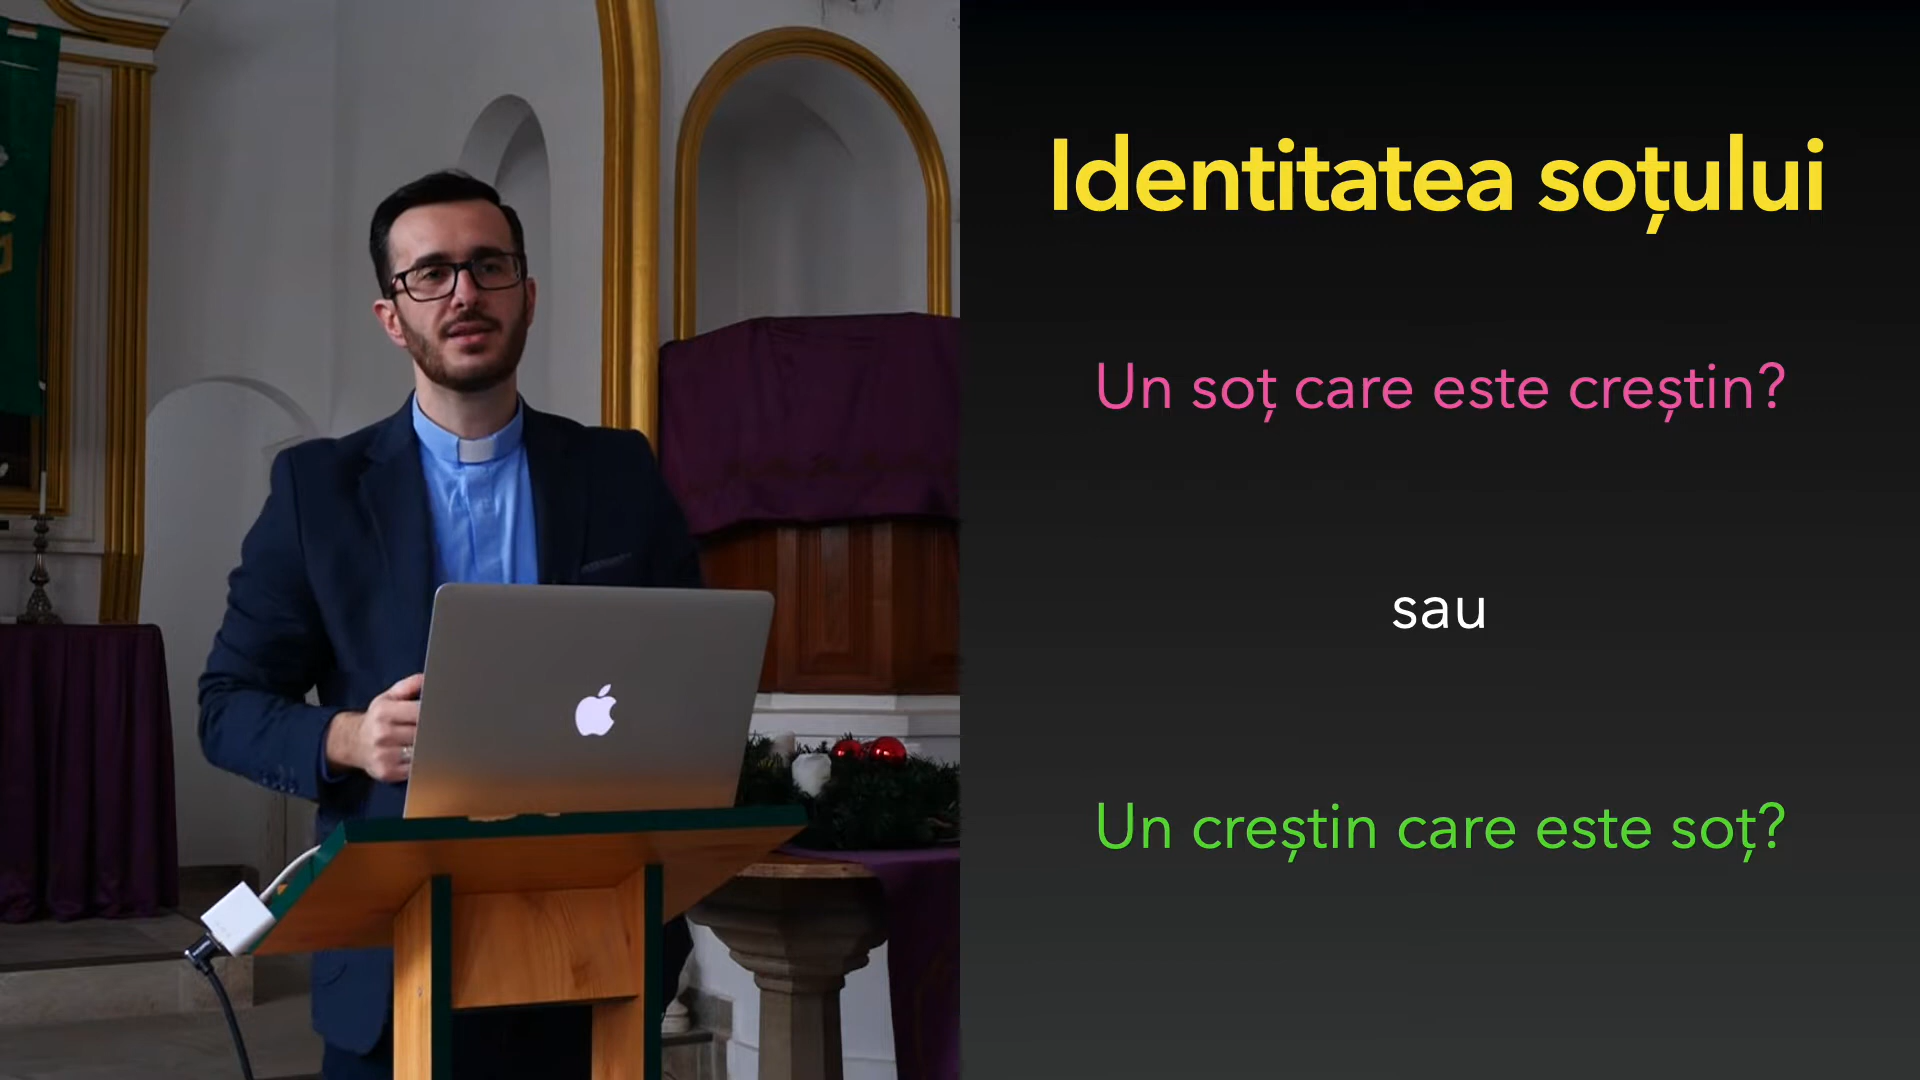 Identitatea soțului
Un soț care este creștin?
sau
Un creștin care este soț?